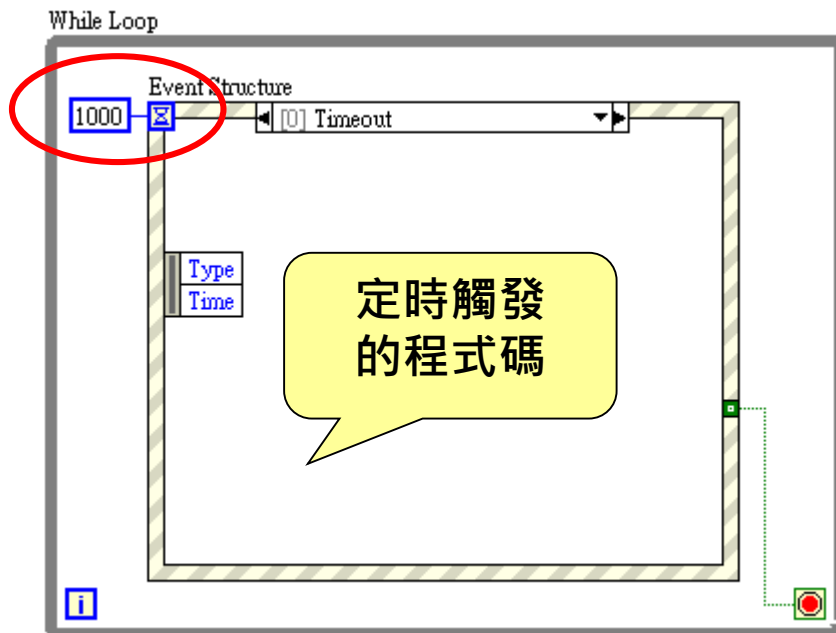 While Loop
Event Structure
1000
[0] Timeout
Type
Time
定時觸發
的程式碼
i